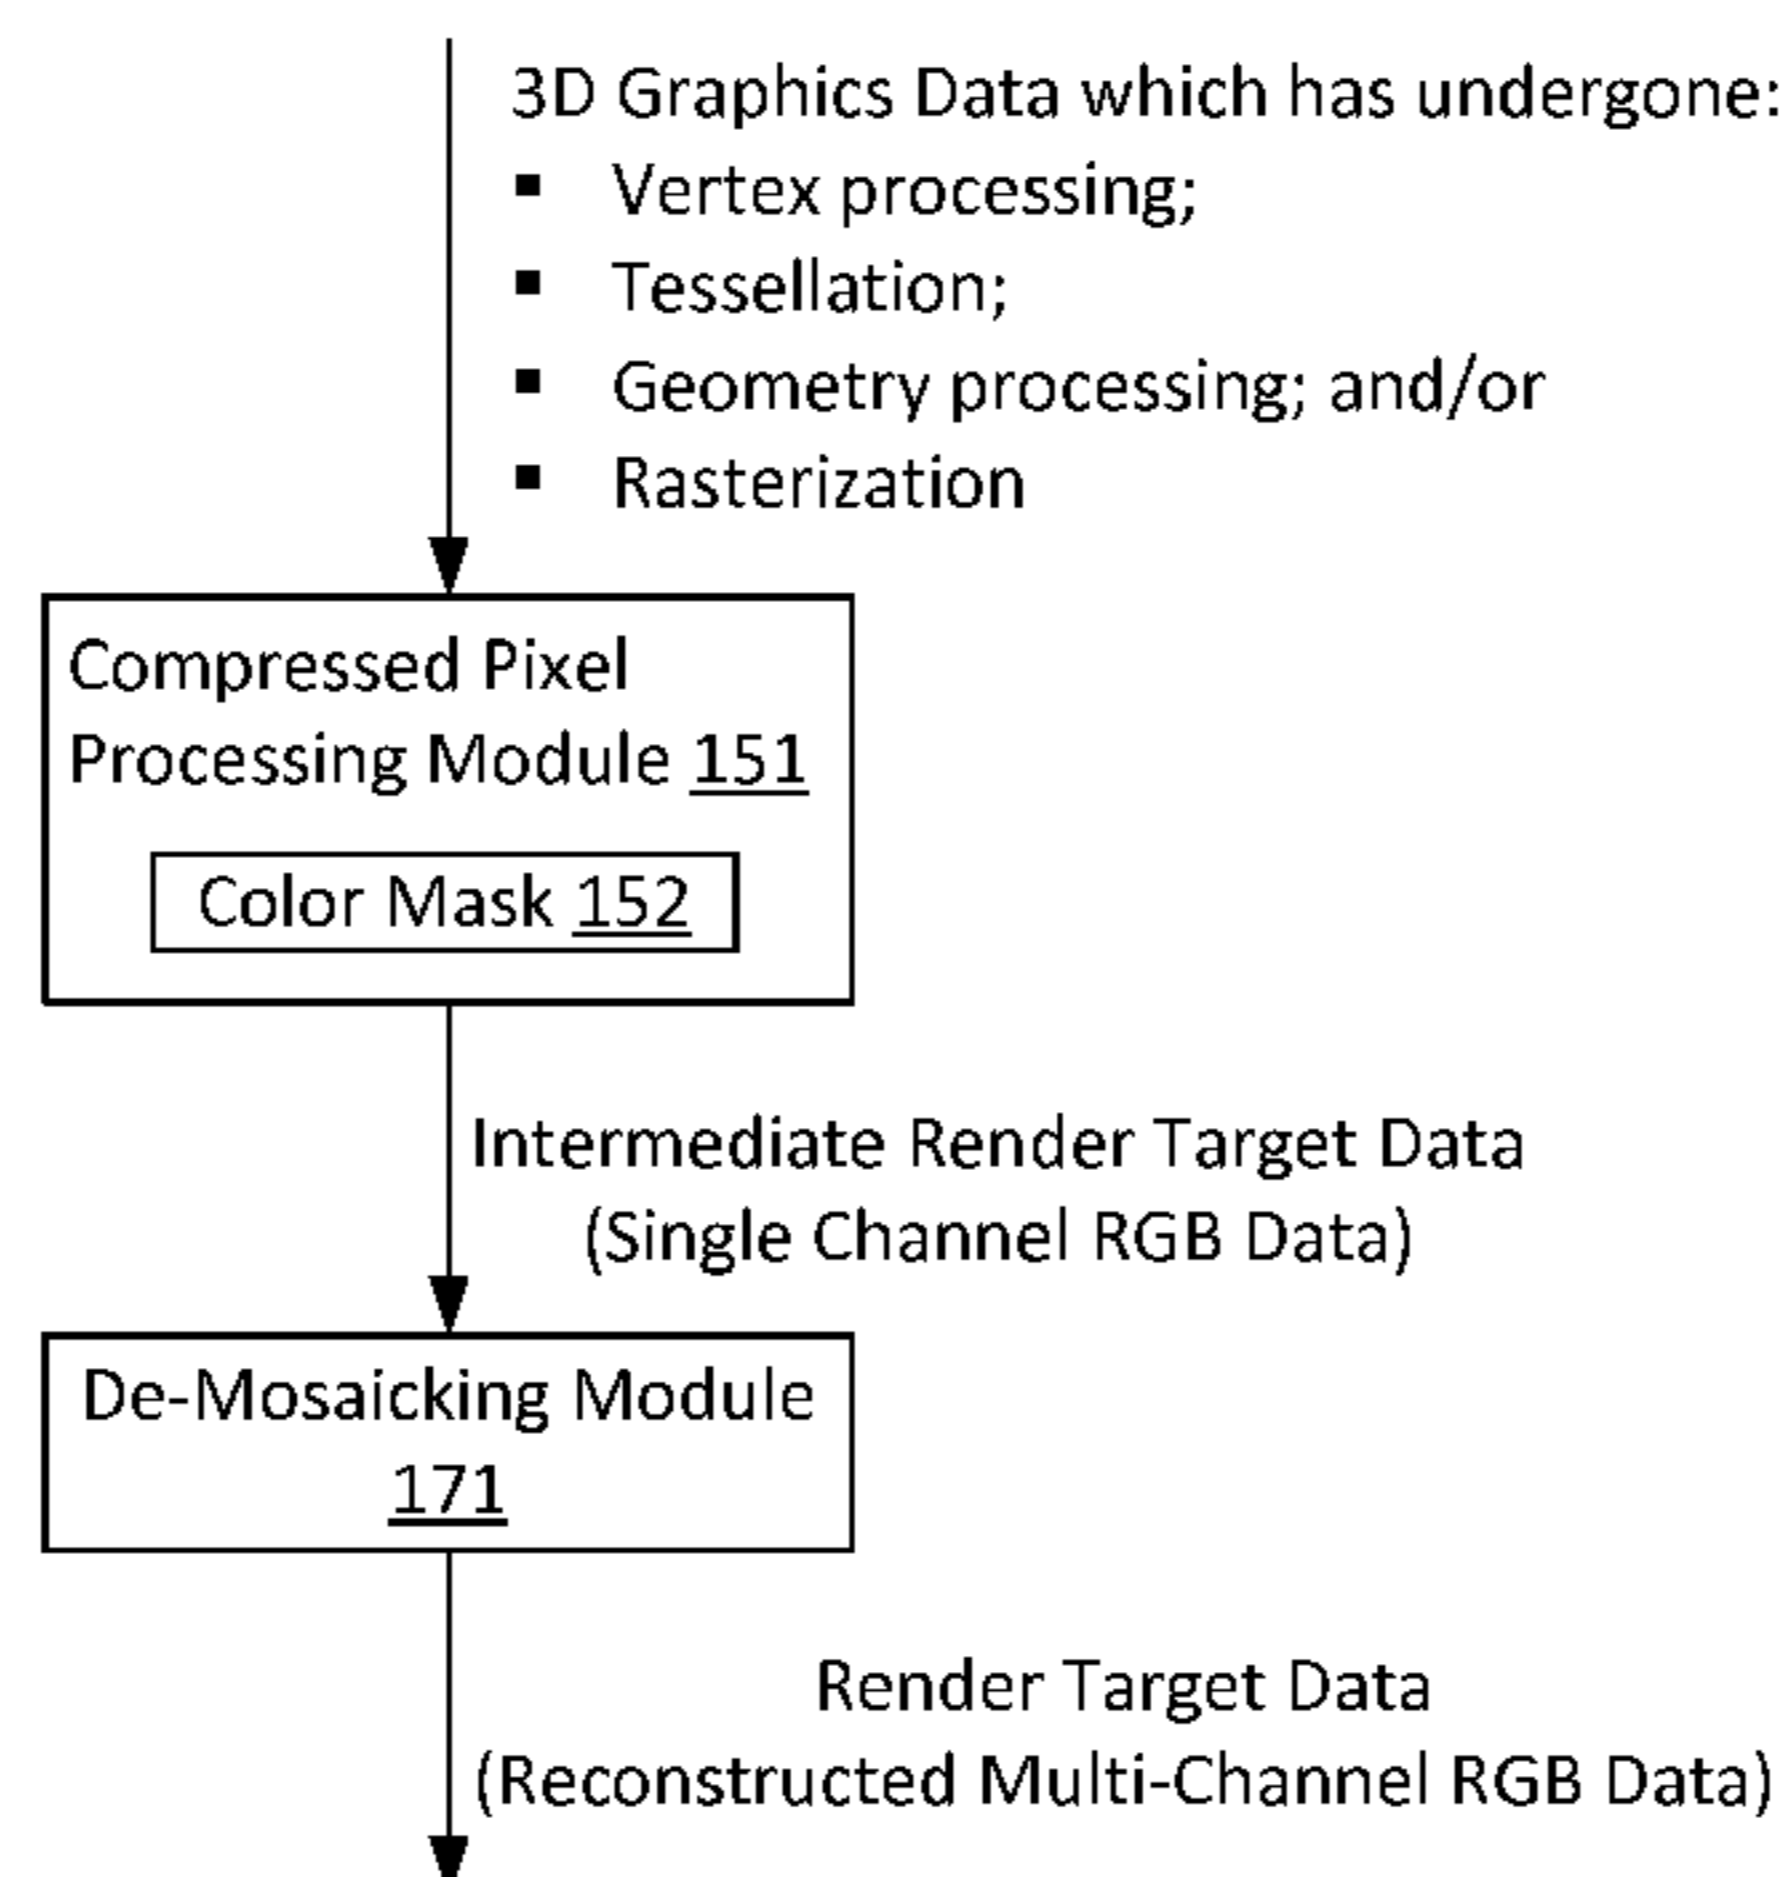 3D Graphics Data which has undergone:
▪ Vertex processing;
▪ Tessellation;
▪ Geometry processing; and/or
▪ Rasterization
Compressed Pixel
Processing Module 151
Color Mask 152
Intermediate Render Target Data
(Single Channel RGB Data)
De-Mosaicking Module
171
Render Target Data
(Reconstructed Multi-Channel RGB Data)